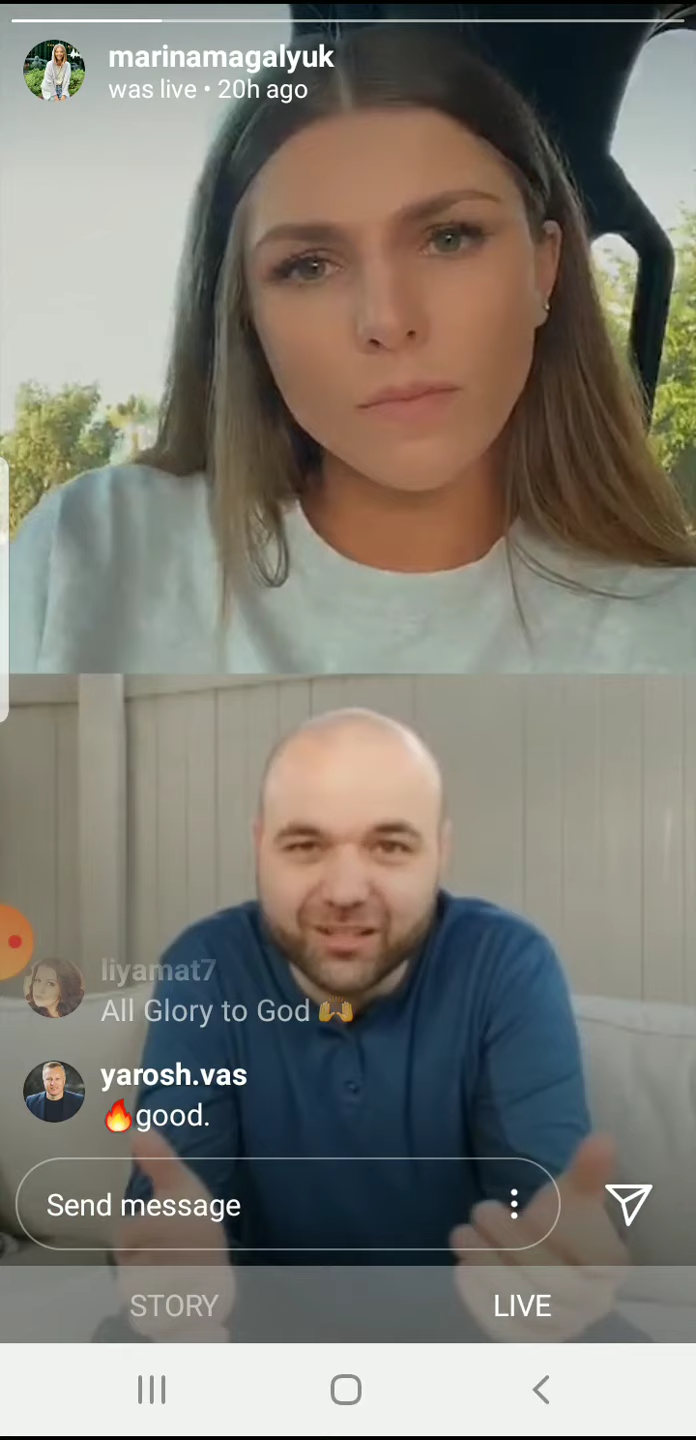 marinamagalyuk
was live • 20h ago
liyamat7
All Glory to God 🙌
yarosh.vas
🔥good.
Send message
STORY
LIVE